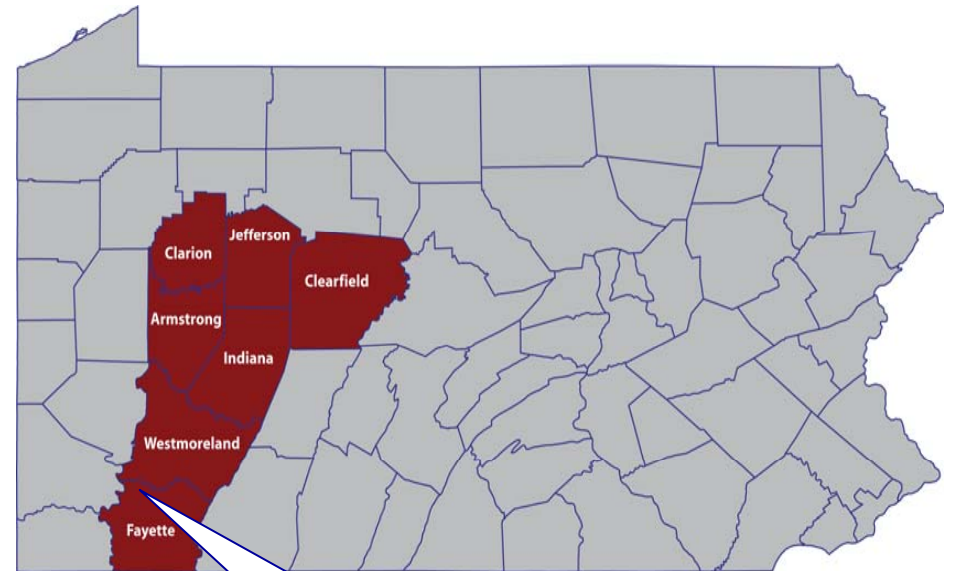 Jefferson
Clarion
Clearfield
Armstrong
Indiana
Westmoreland
Fayette